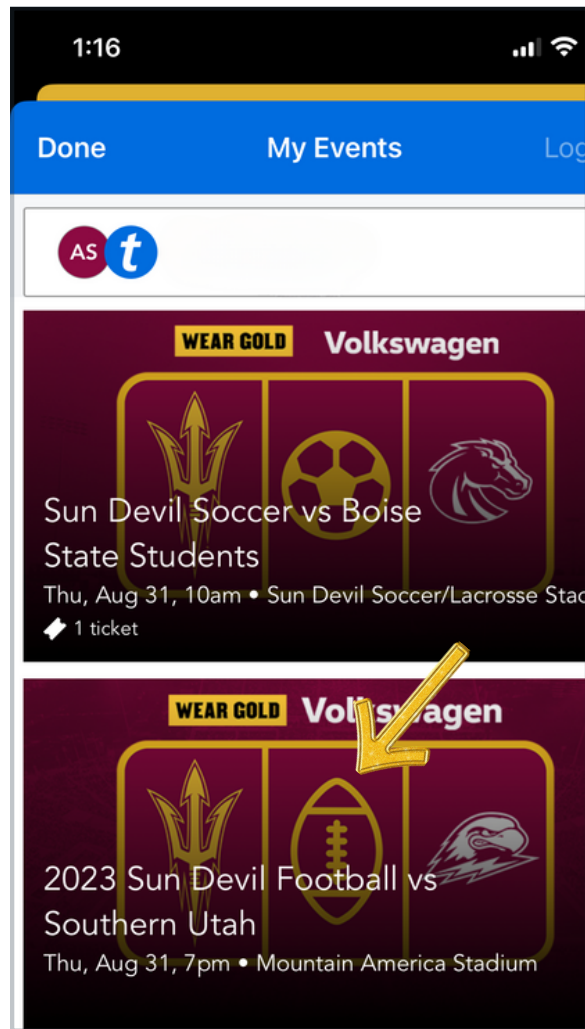 1:16
Done My Events Log
AS t
WEAR GOLD Volkswagen
Sun Devil Soccer vs Boise
State Students
Thu, Aug 31, 10am • Sun Devil Soccer/Lacrosse Stad
1 ticket
WEAR GOLD Volkswagen
2023 Sun Devil Football vs
Southern Utah
Thu, Aug 31, 7pm • Mountain America Stadium